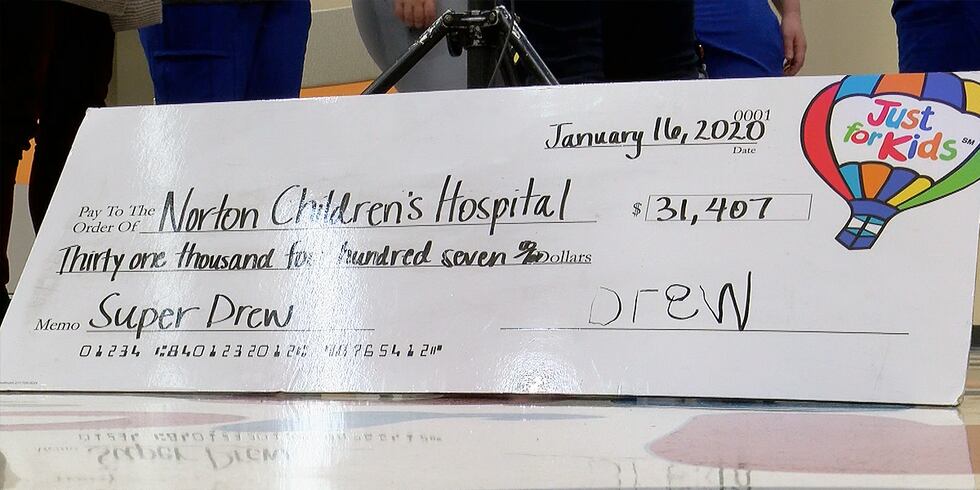 0001
January 16, 2020
Date
Just
for Kids SM
Pay To The
Order Of Norton Children's Hospital $ 31,407
Thirty one thousand hundred seven Dollars
Memo Super Drew Drew